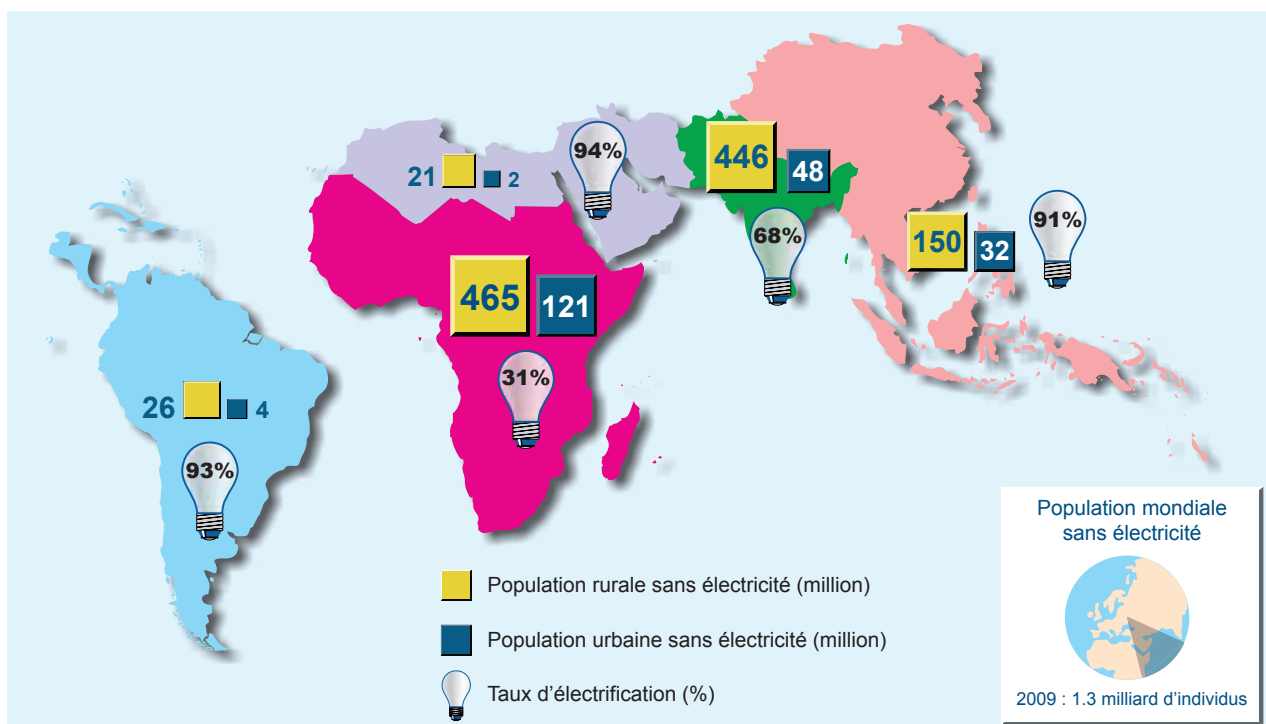 94%
446
48
21
2
68%
91%
150
32
465
121
31%
26
4
93%
Population rurale sans électricité (million)
Population urbaine sans électricité (million)
Taux d'électrification (%)
Population mondiale
sans électricité
2009 : 1.3 milliard d'individus